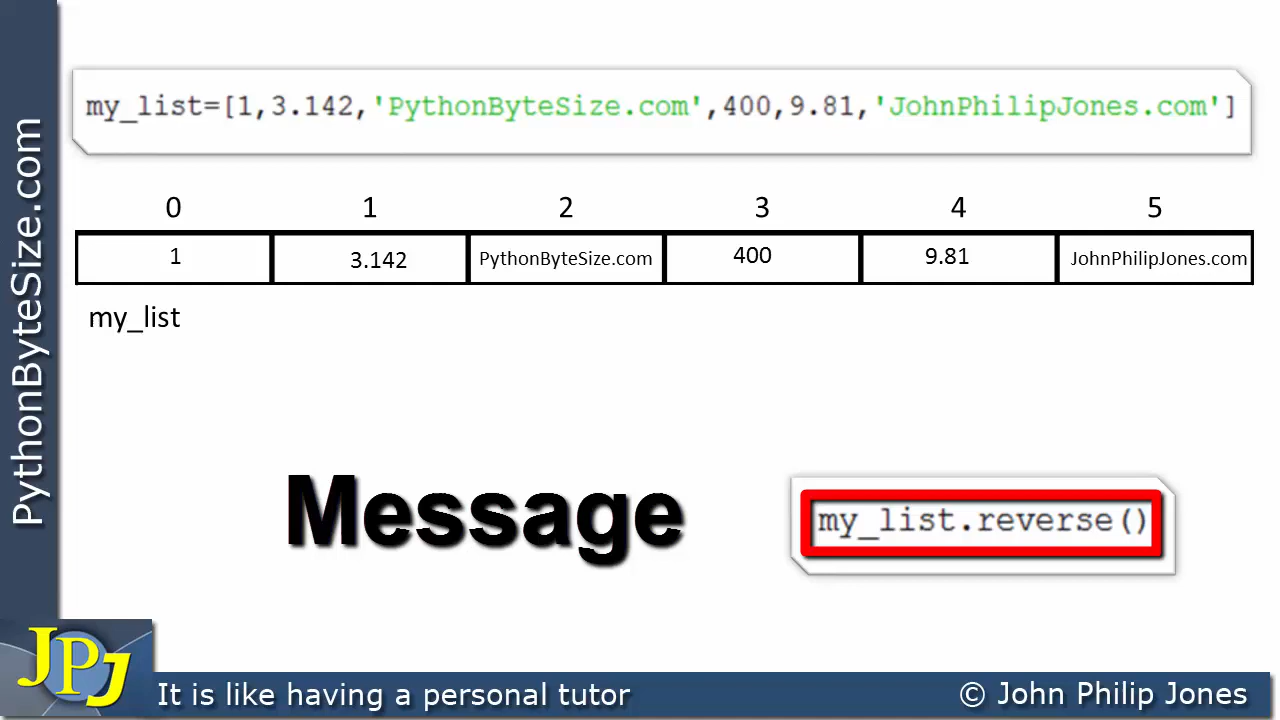 my_list=[1,3.142,'PythonByteSize.com',400,9.81,'JohnPhilipJones.com']
0 1 2 3 4 5
1 3.142 PythonByteSize.com 400 9.81 JohnPhilipJones.com
my_list
Message
my_list.reverse()
PythonByteSize.com
JPJ
It is like having a personal tutor
© John Philip Jones